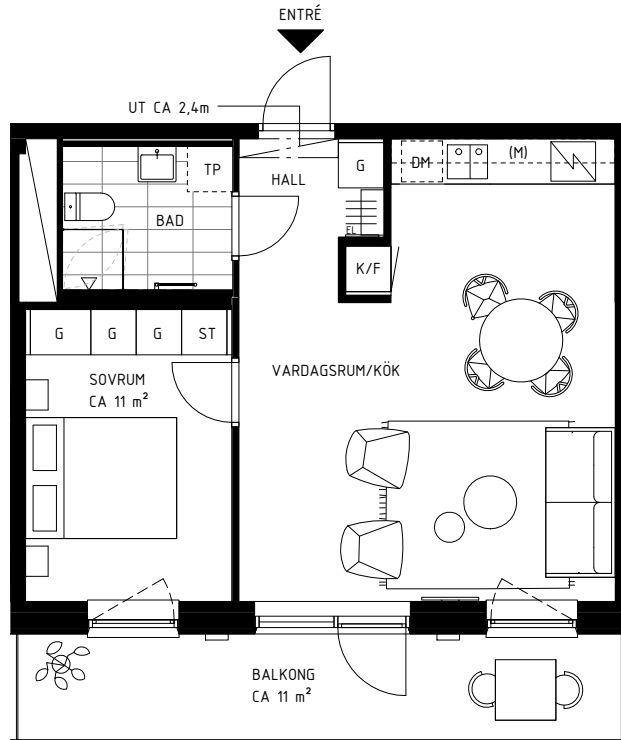 ENTRÉ
UT CA 2,4m
TP
HALL
G
DM
(M)
BAD
EL
K/F
G
G
G
ST
SOVRUM
CA 11 m²
VARDAGSRUM/KÖK
BALKONG
CA 11 m²